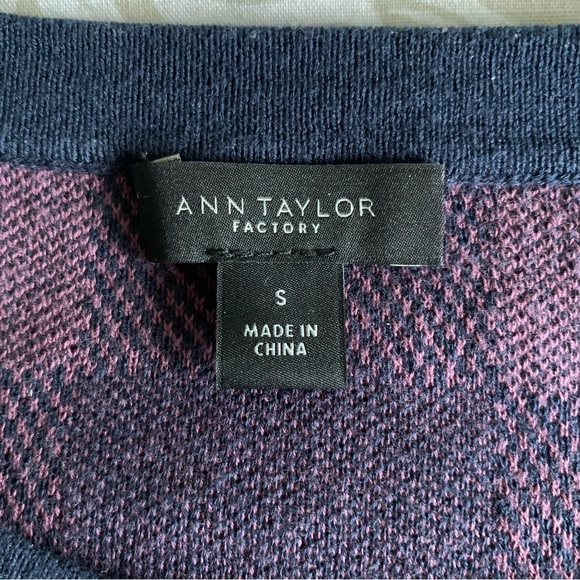 ANN TAYLOR
FACTORY
S
MADE IN
CHINA